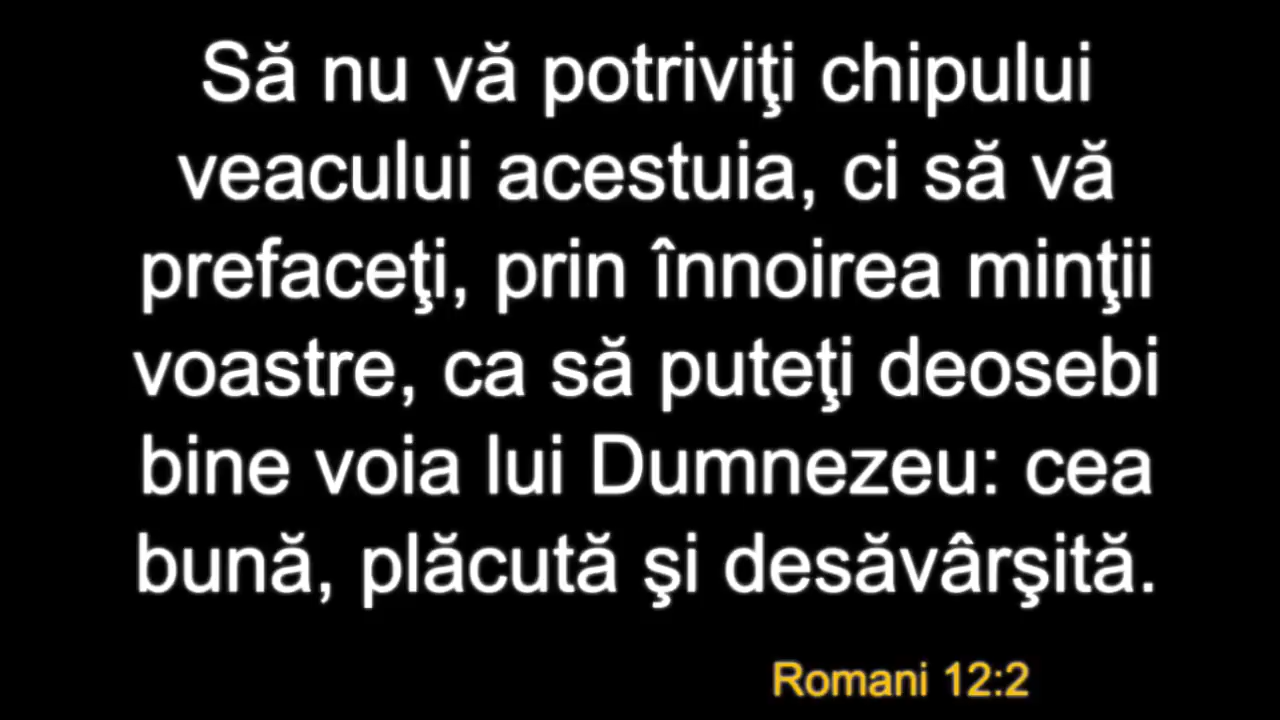 Să nu vă potriviţi chipului
veacului acestuia, ci să vă
prefaceţi, prin înnoirea minţii
voastre, ca să puteţi deosebi
bine voia lui Dumnezeu: cea
bună, plăcută şi desăvârşită.
Romani 12:2